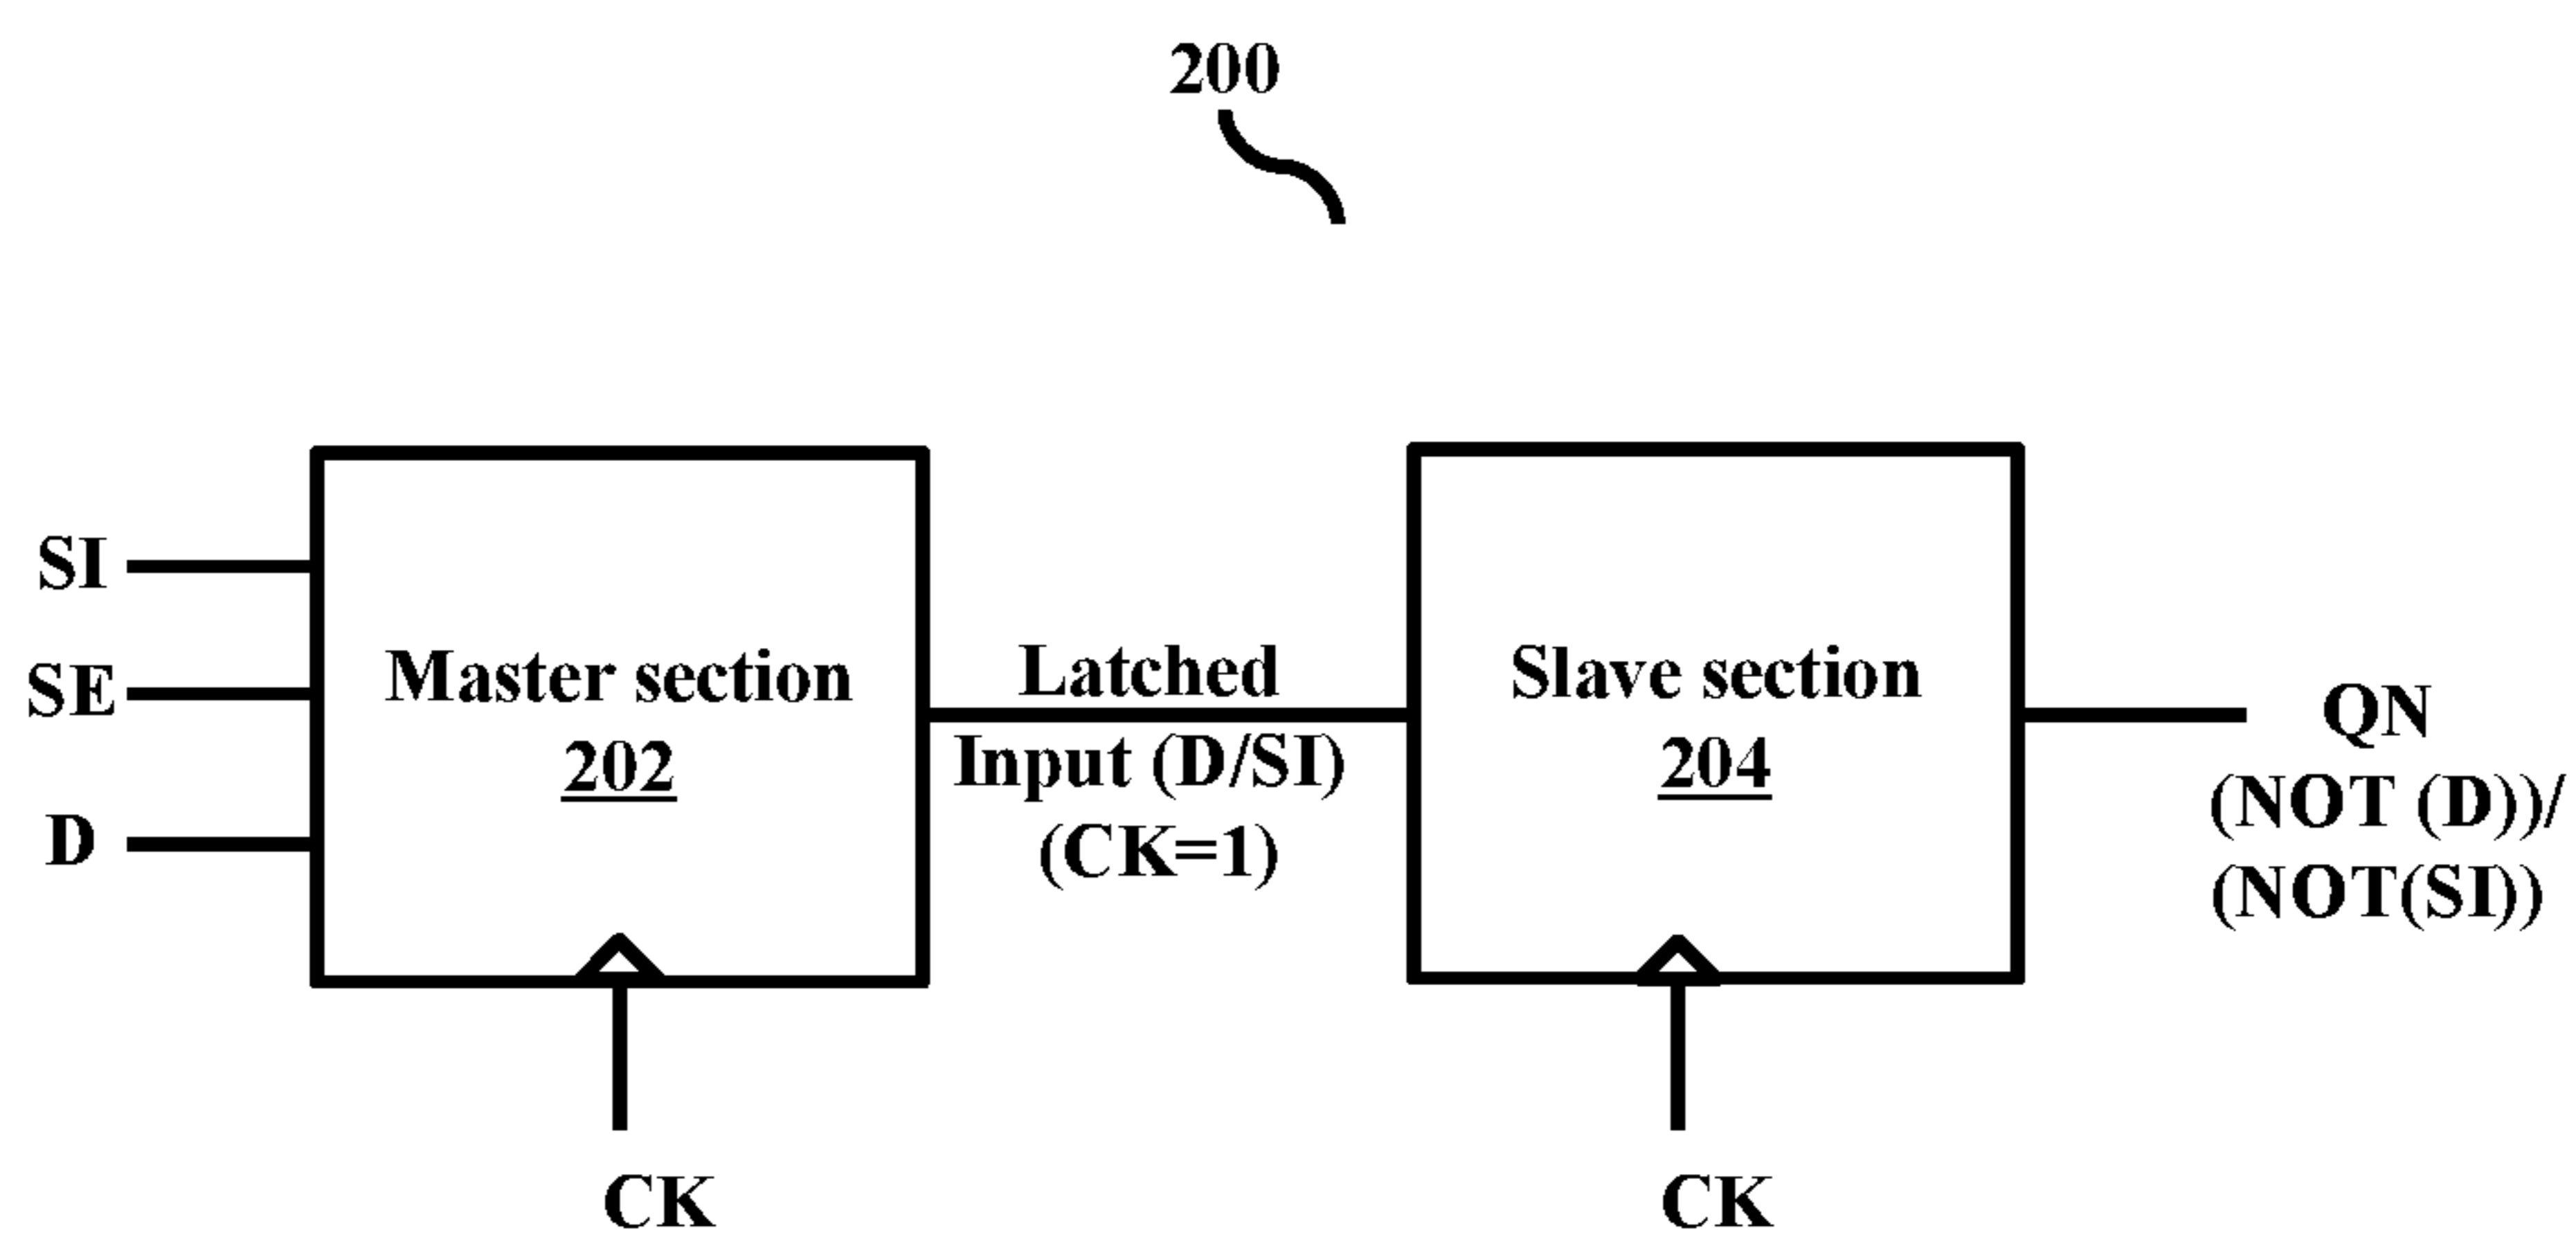 200
SI
SE
D
Master section
202
Latched
Input (D/SI)
(CK=1)
Slave section
204
QN
(NOT (D))/
(NOT(SI))
CK
CK